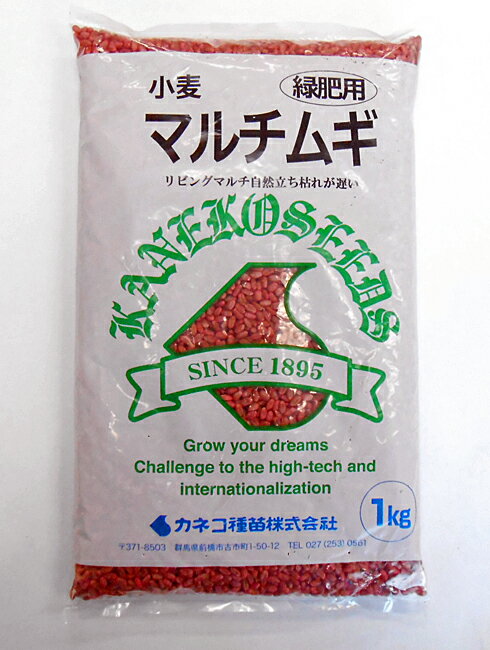 小麦 緑肥用
マルチムギ
リビングマルチ自然立ち枯れが遅い
KANEKO SEEDS
SINCE 1895
Grow your dreams
Challenge to the high-tech and
internationalization
カネコ種苗株式会社
1kg
〒371-8503 群馬県前橋市古市町1-50-12 TEL 027 (253) 0561